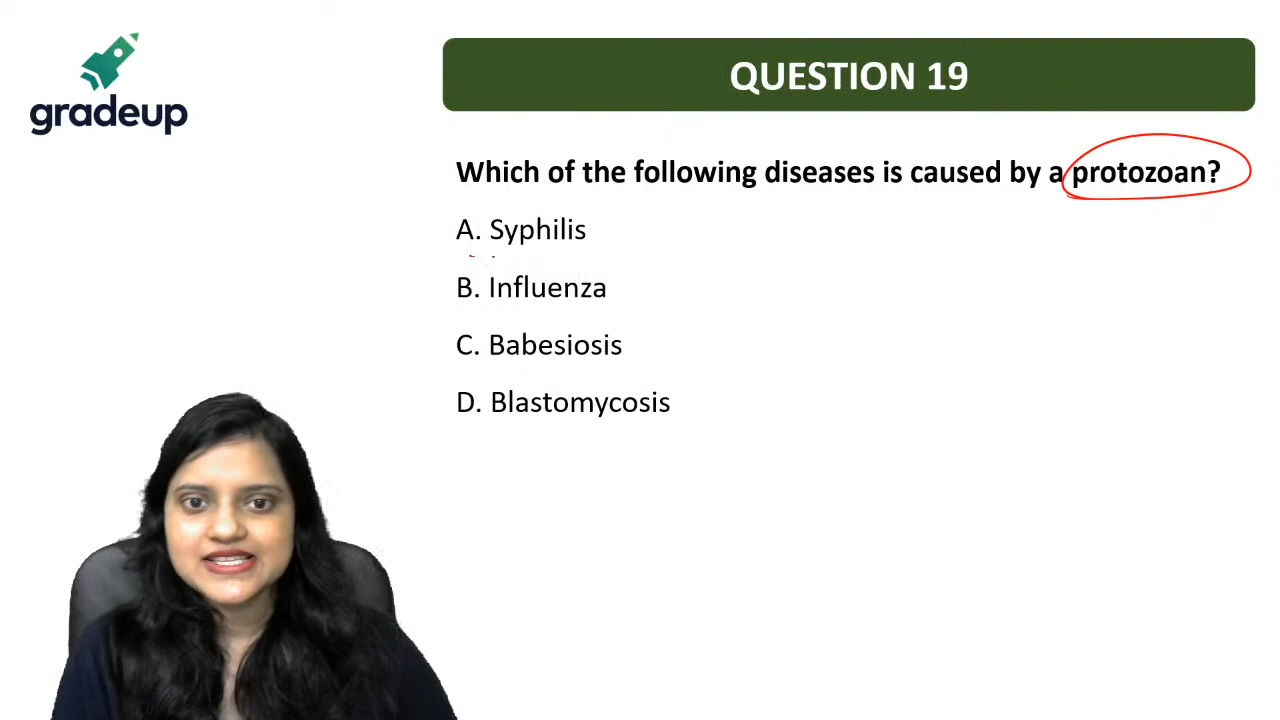 gradeup
QUESTION 19
Which of the following diseases is caused by a protozoan?
A. Syphilis
B. Influenza
C. Babesiosis
D. Blastomycosis